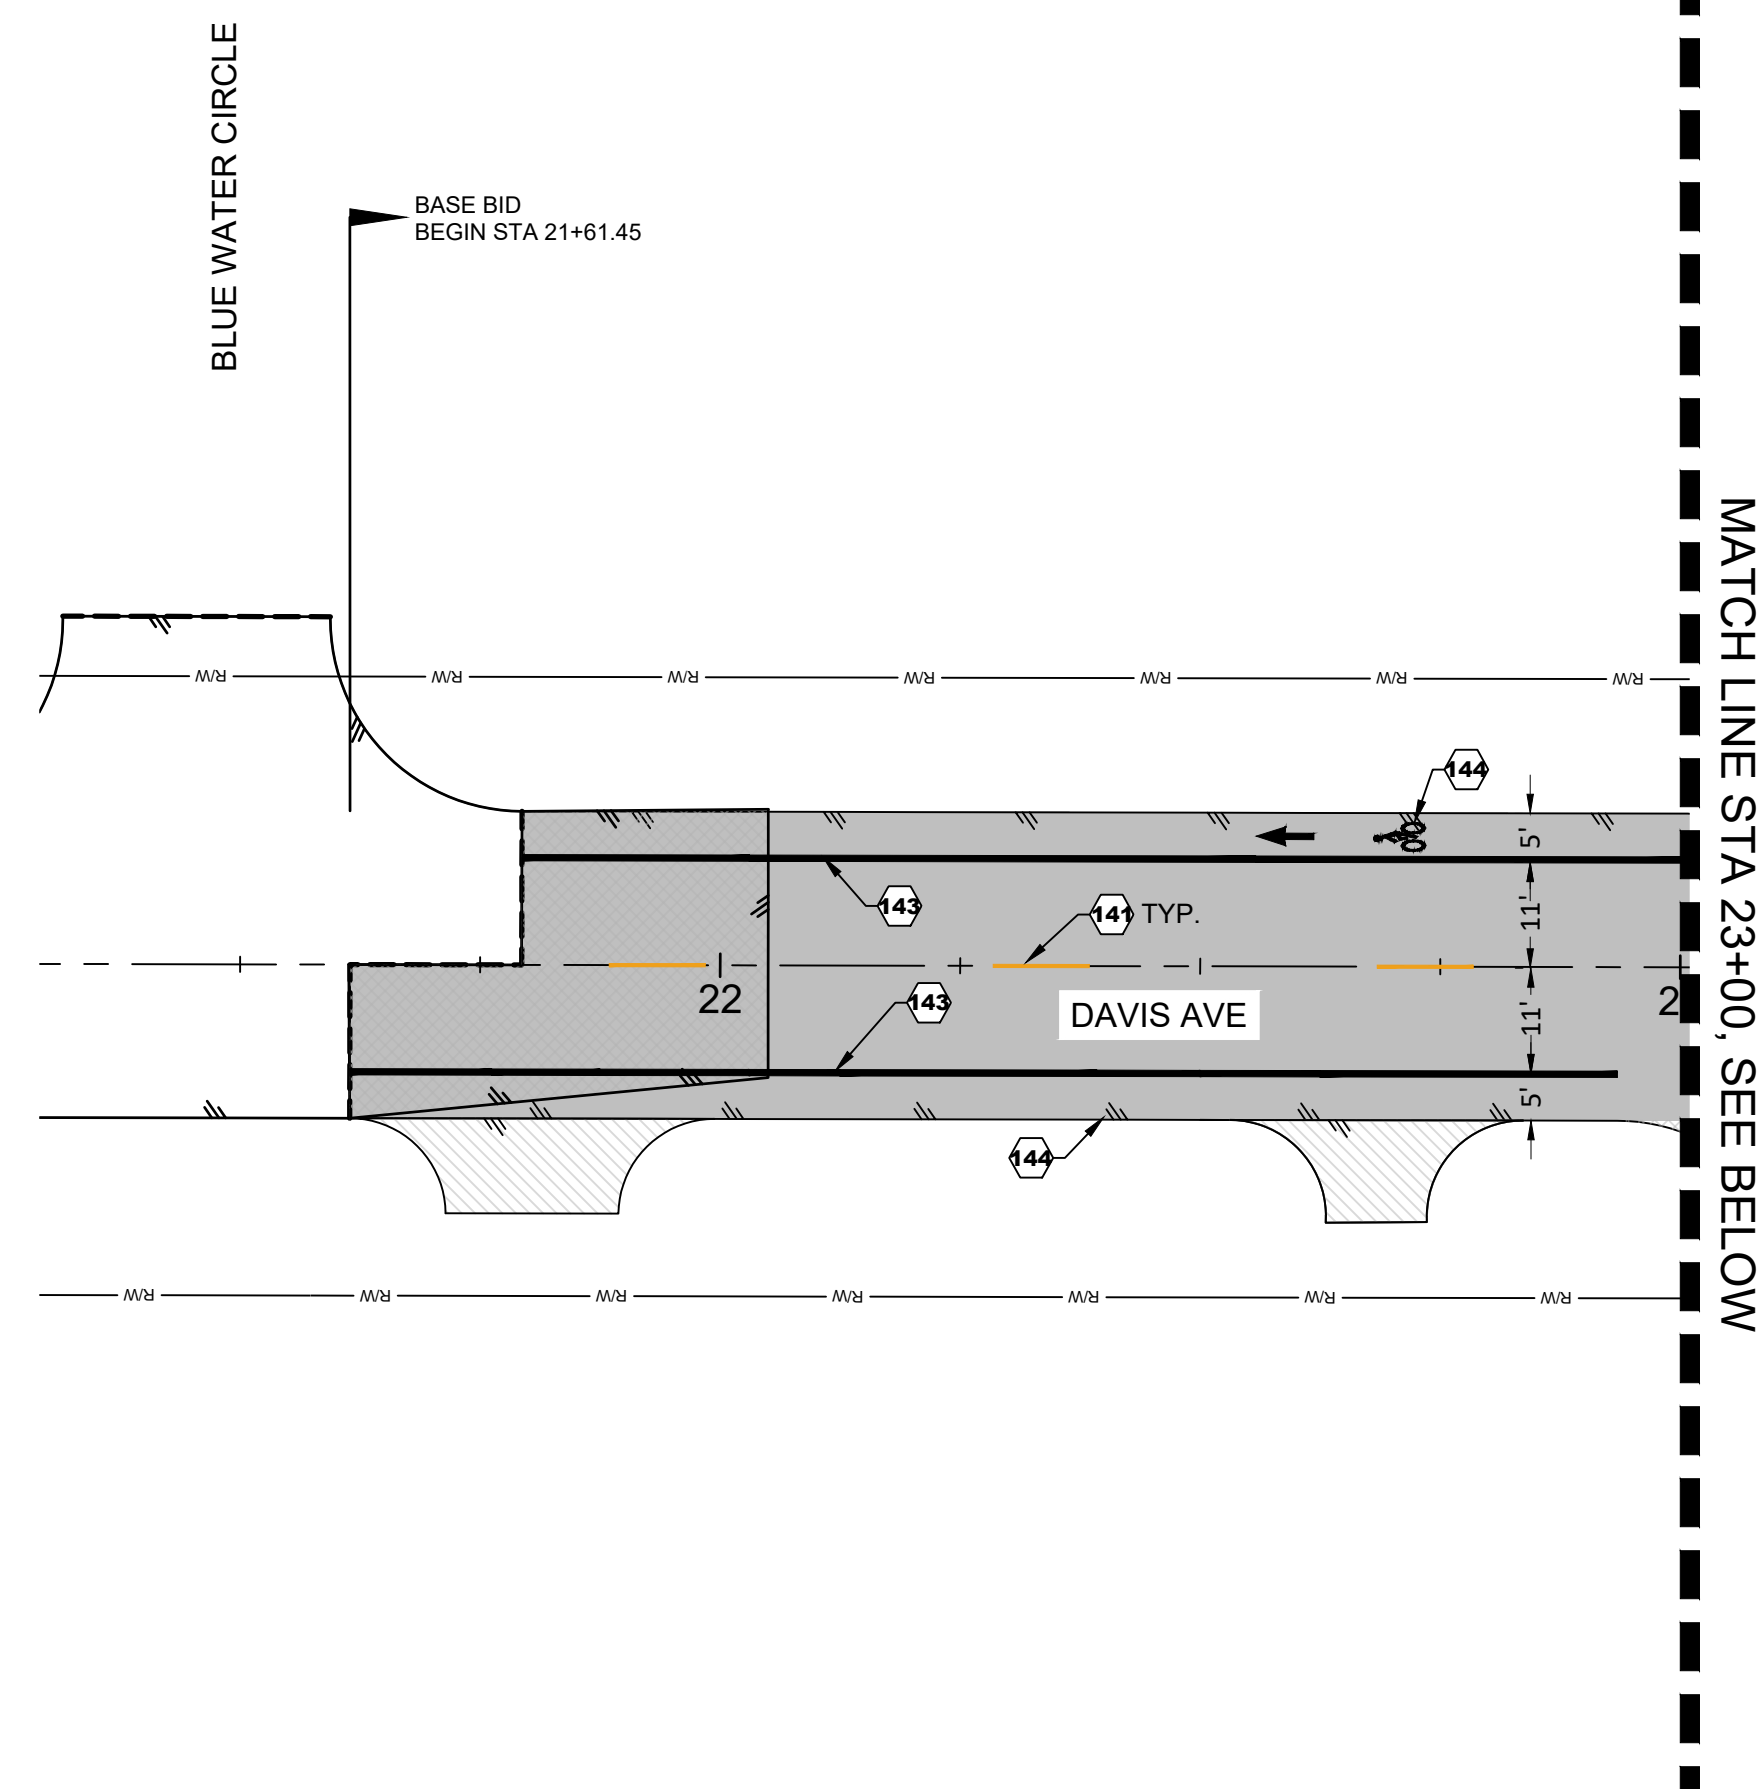 BLUE WATER CIRCLE
BASE BID
BEGIN STA 21+61.45
R/W R/W R/W R/W R/W R/W R/W
144
5'
143
141 TYP.
11'
22
143
DAVIS AVE
11'
2
5'
144
R/W R/W R/W R/W R/W R/W R/W
MATCH LINE STA 23+00, SEE BELOW